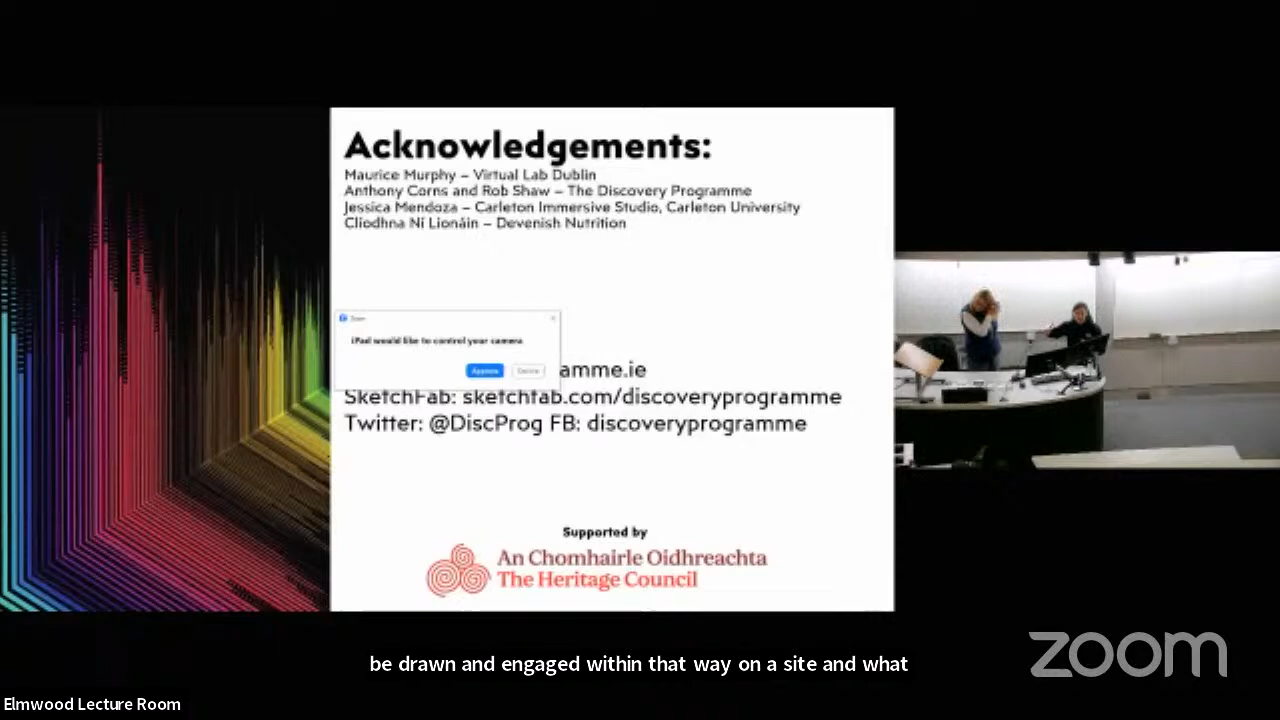 Acknowledgements:
Maurice Murphy – Virtual Lab Dublin
Anthony Corns and Rob Shaw – The Discovery Programme
Jessica Mendoza – Carleton Immersive Studio, Carleton University
Clíodhna Ní Lionáin – Devenish Nutrition
Zoom
iPad would like to control your camera
Approve
Decline
amme.ie
SketchFab: sketchfab.com/discoveryprogramme
Twitter: @DiscProg FB: discoveryprogramme
Supported by
An Chomhairle Oidhreachta
The Heritage Council
be drawn and engaged within that way on a site and what
zoom
Elmwood Lecture Room